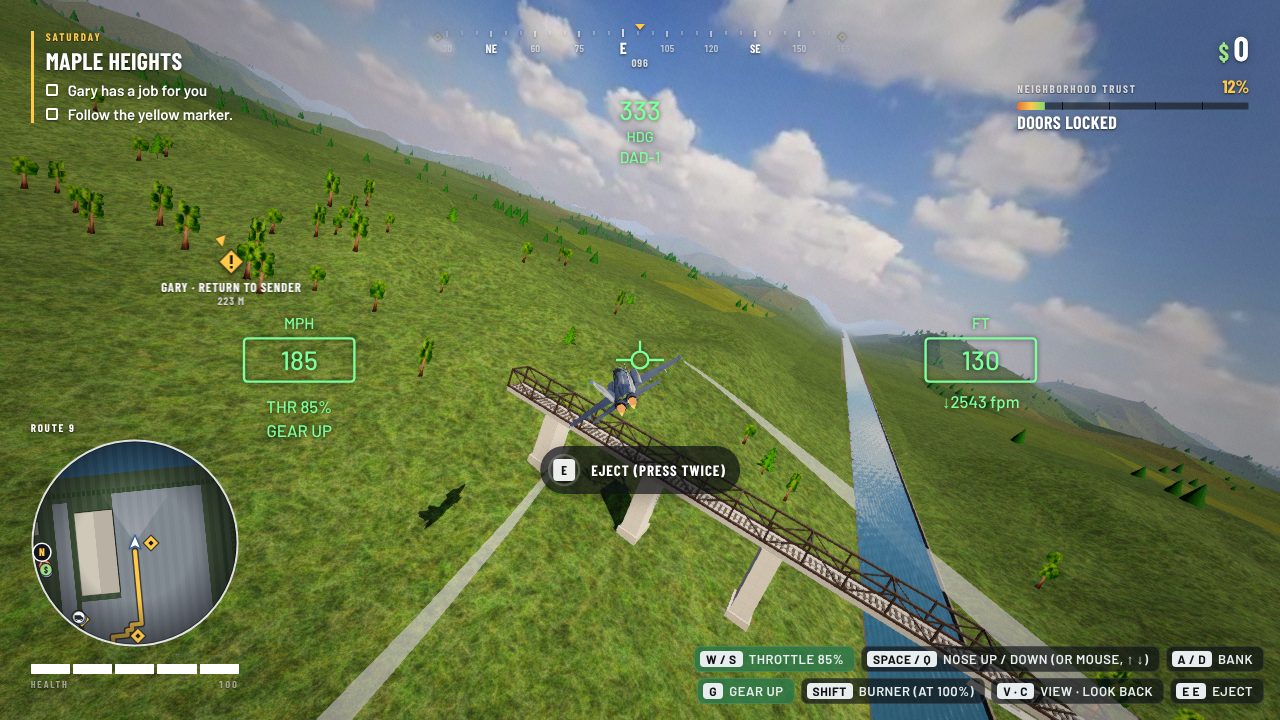 SATURDAY
MAPLE HEIGHTS
Gary has a job for you
Follow the yellow marker.
NE 60 75 E 105 120 SE 150
096
333
HDG
DAD-1
$ 0
NEIGHBORHOOD TRUST 12%
DOORS LOCKED
GARY · RETURN TO SENDER
223 M
MPH
185
THR 85%
GEAR UP
FT
130
↓2543 fpm
E EJECT (PRESS TWICE)
ROUTE 9
N
$
HEALTH 100
W / S THROTTLE 85% SPACE / Q NOSE UP / DOWN (OR MOUSE, ↑ ↓) A / D BANK
G GEAR UP SHIFT BURNER (AT 100%) V · C VIEW · LOOK BACK E E EJECT